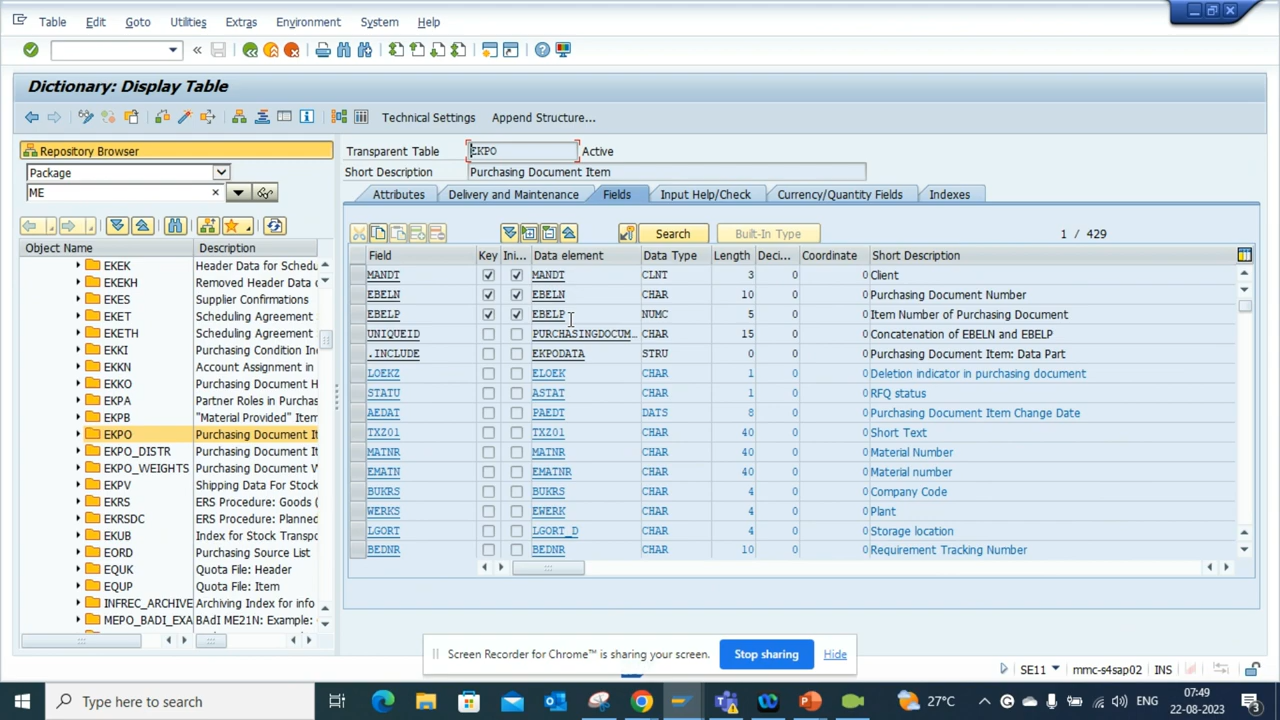 Table Edit Goto Utilities Extras Environment System Help
Dictionary: Display Table
Technical Settings Append Structure...
Repository Browser
Package
ME
Object Name Description
EKEK Header Data for Schedu
EKEKH Removed Header Data o
EKES Supplier Confirmations
EKET Scheduling Agreement
EKETH Scheduling Agreement
EKKI Purchasing Condition In
EKKN Account Assignment in
EKKO Purchasing Document H
EKPA Partner Roles in Purchas
EKPB "Material Provided" Item
EKPO Purchasing Document It
EKPO_DISTR Purchasing Document It
EKPO_WEIGHTS Purchasing Document W
EKPV Shipping Data For Stock
EKRS ERS Procedure: Goods (
EKRSDC ERS Procedure: Planned
EKUB Index for Stock Transpo
EORD Purchasing Source List
EQUK Quota File: Header
EQUP Quota File: Item
INFREC_ARCHIVE Archiving Index for info
MEPO_BADI_EXA BAdI ME21N: Example:
Transparent Table EKPO Active
Short Description Purchasing Document Item
Attributes Delivery and Maintenance Fields Input Help/Check Currency/Quantity Fields Indexes
Search Built-In Type 1 / 429
Field Key Ini... Data element Data Type Length Deci... Coordinate Short Description
MANDT MANDT CLNT 3 0 0 Client
EBELN EBELN CHAR 10 0 0 Purchasing Document Number
EBELP EBELP NUMC 5 0 0 Item Number of Purchasing Document
UNIQUEID PURCHASINGDOCUM... CHAR 15 0 0 Concatenation of EBELN and EBELP
.INCLUDE EKPODATA STRU 0 0 0 Purchasing Document Item: Data Part
LOEKZ ELOEK CHAR 1 0 0 Deletion indicator in purchasing document
STATU ASTAT CHAR 1 0 0 RFQ status
AEDAT PAEDT DATS 8 0 0 Purchasing Document Item Change Date
TXZ01 TXZ01 CHAR 40 0 0 Short Text
MATNR MATNR CHAR 40 0 0 Material Number
EMATN EMATNR CHAR 40 0 0 Material number
BUKRS BUKRS CHAR 4 0 0 Company Code
WERKS EWERK CHAR 4 0 0 Plant
LGORT LGORT_D CHAR 4 0 0 Storage location
BEDNR BEDNR CHAR 10 0 0 Requirement Tracking Number
Screen Recorder for Chrome™ is sharing your screen. Stop sharing Hide
SE11 mmc-s4sap02 INS
Type here to search
27°C
ENG
07:49
22-08-2023
3